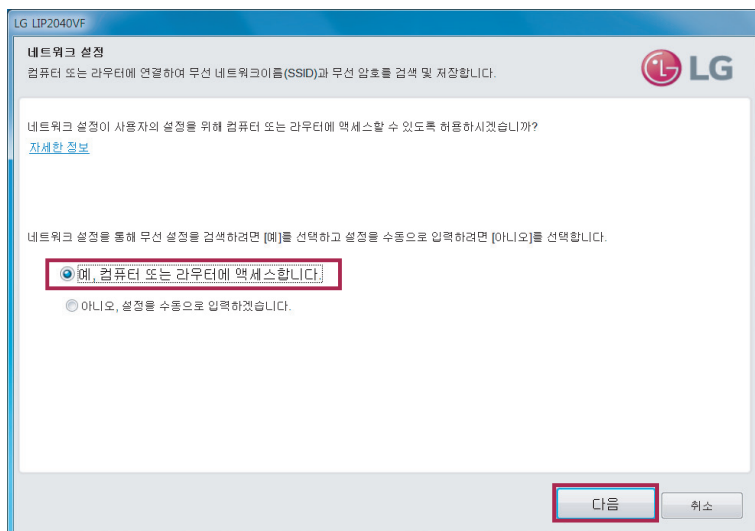 LG LIP2040VF
네트워크 설정
컴퓨터 또는 라우터에 연결하여 무선 네트워크이름(SSID)과 무선 암호를 검색 및 저장합니다.
LG
네트워크 설정이 사용자의 설정을 위해 컴퓨터 또는 라우터에 액세스할 수 있도록 허용하시겠습니까?
자세한 정보
네트워크 설정을 통해 무선 설정을 검색하려면 [예]를 선택하고 설정을 수동으로 입력하려면 [아니오]를 선택합니다.
예, 컴퓨터 또는 라우터에 액세스합니다.
아니오, 설정을 수동으로 입력하겠습니다.
다음
취소